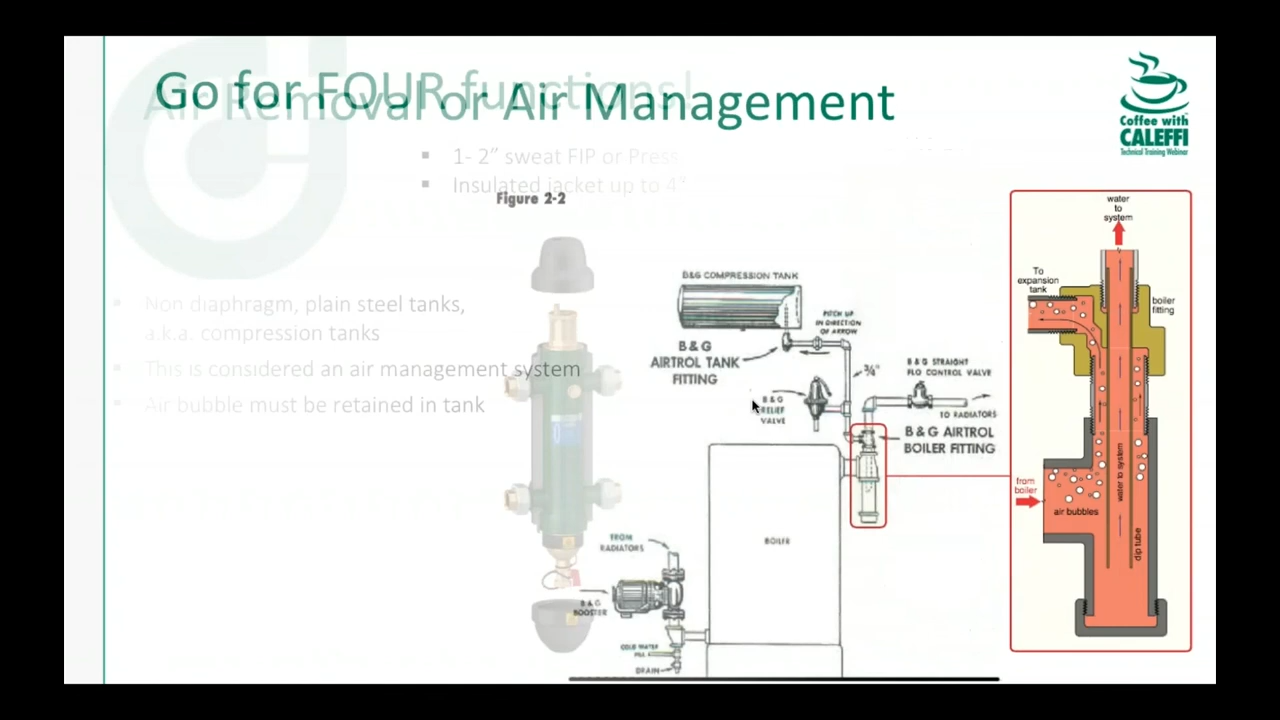 Go for FOUR functions!
Air Removal or Air Management
Coffee with
CALEFFI
Technical Training Webinar
1- 2” sweat FIP or Press
Insulated jacket up to 4"
Figure 2-2
Non diaphragm, plain steel tanks,
a.k.a. compression tanks
This is considered an air management system
Air bubble must be retained in tank
B&G COMPRESSION TANK
PITCH UP
IN DIRECTION
OF ARROW
B & G
AIRTROL TANK
FITTING
3/4"
B & G STRAIGHT
FLO CONTROL VALVE
TO RADIATORS
B & G
RELIEF
VALVE
B & G AIRTROL
BOILER FITTING
BOILER
FROM
RADIATORS
B & G
BOOSTER
COLD WATER
FILL
DRAIN
water
to
system
To
expansion
tank
boiler
fitting
from
boiler
air bubbles
water to system
dip tube